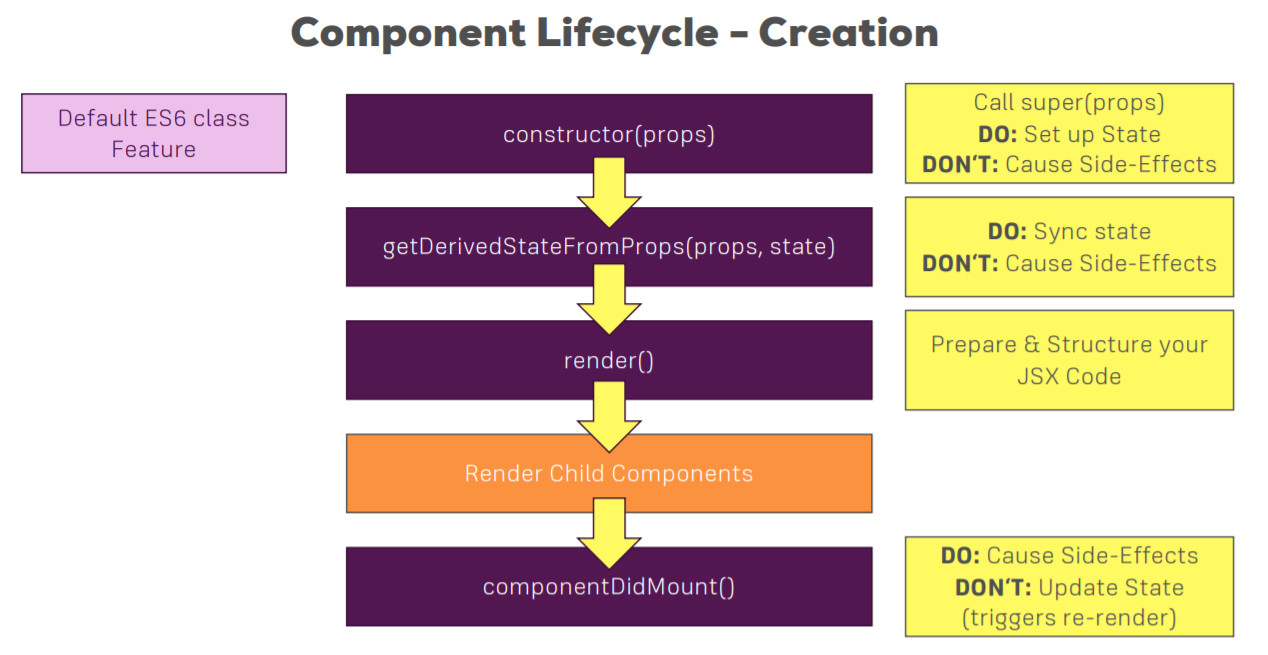 Component Lifecycle – Creation
Default ES6 class
Feature
constructor(props)
Call super(props)
DO: Set up State
DON'T: Cause Side-Effects
getDerivedStateFromProps(props, state)
DO: Sync state
DON'T: Cause Side-Effects
render()
Prepare & Structure your
JSX Code
Render Child Components
componentDidMount()
DO: Cause Side-Effects
DON'T: Update State
(triggers re-render)